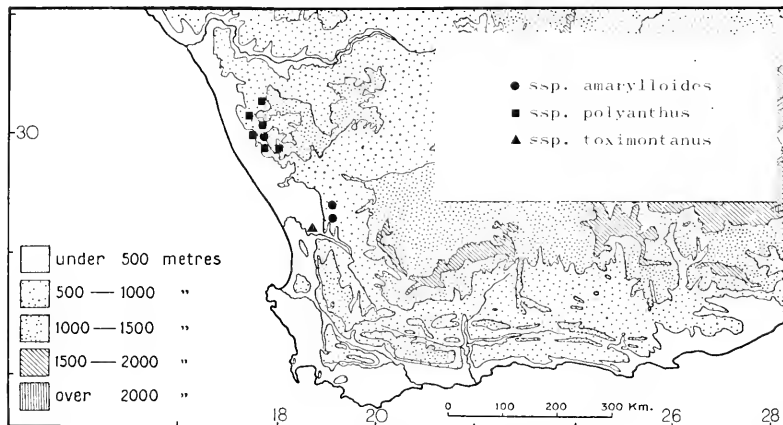 ● ssp. amarylloides
■ ssp. polyanthus
▲ ssp. toximontanus
30
under 500 metres
500 — 1000 "
1000 — 1500 "
1500 — 2000 "
over 2000 "
0 100 200 300 Km.
18 20 26 28